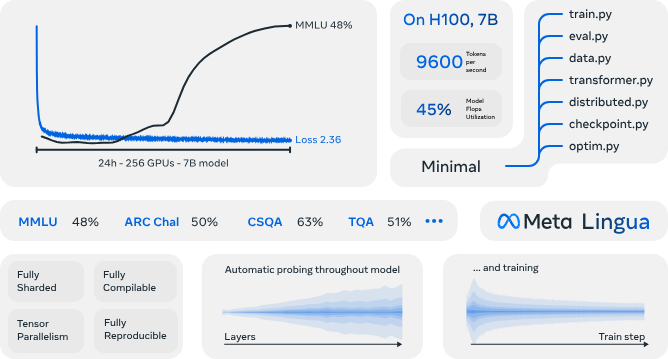 MMLU 48%
Loss 2.36
24h - 256 GPUs - 7B model
On H100, 7B
9600 Tokens
per
second
45% Model
Flops
Utilization
Minimal
train.py
eval.py
data.py
transformer.py
distributed.py
checkpoint.py
optim.py
MMLU 48% ARC Chal 50% CSQA 63% TQA 51% •••
Meta Lingua
Fully
Sharded
Fully
Compilable
Tensor
Parallelism
Fully
Reproducible
Automatic probing throughout model
Layers
... and training
Train step